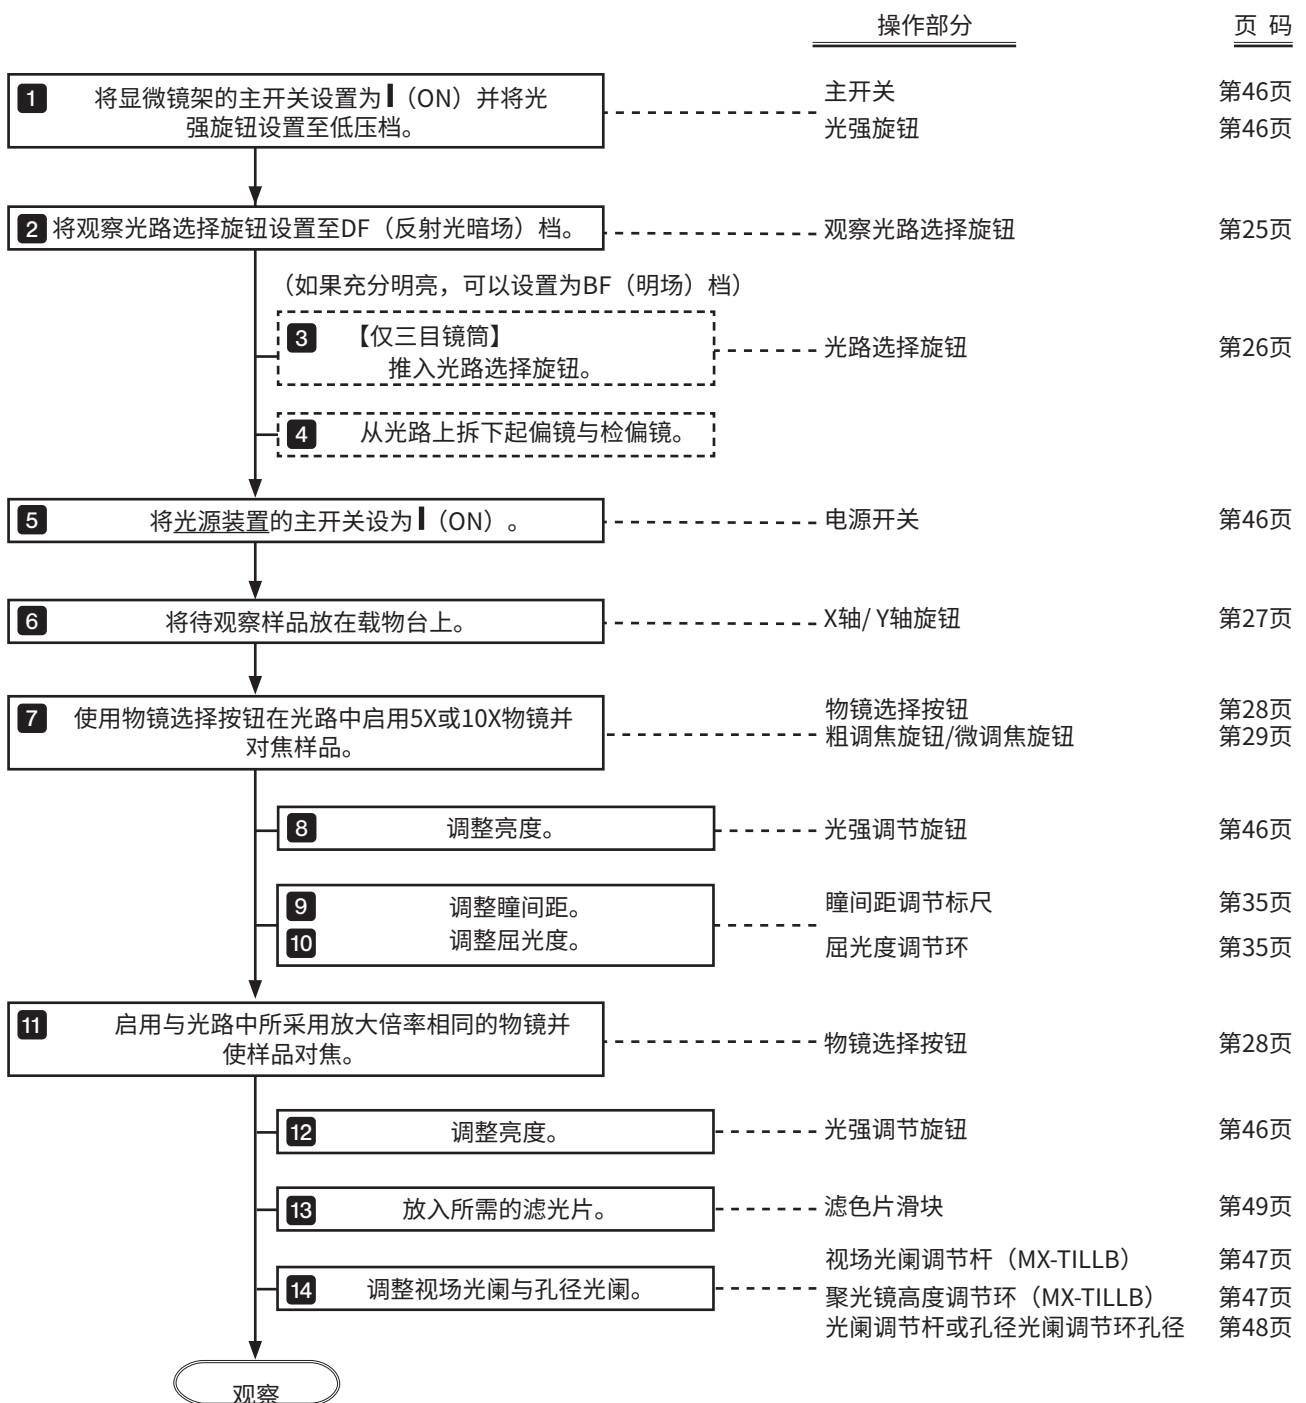 操作部分 页 码
1 将显微镜架的主开关设置为 I（ON）并将光
强旋钮设置至低压档。
主开关 第46页
光强旋钮 第46页
2 将观察光路选择旋钮设置至DF（反射光暗场）档。 观察光路选择旋钮 第25页
（如果充分明亮，可以设置为BF（明场）档）
3 【仅三目镜筒】
推入光路选择旋钮。
光路选择旋钮 第26页
4 从光路上拆下起偏镜与检偏镜。
5 将光源装置的主开关设为 I（ON）。 电源开关 第46页
6 将待观察样品放在载物台上。 X轴/ Y轴旋钮 第27页
7 使用物镜选择按钮在光路中启用5X或10X物镜并
对焦样品。
物镜选择按钮 第28页
粗调焦旋钮/微调焦旋钮 第29页
8 调整亮度。 光强调节旋钮 第46页
9 调整瞳间距。 瞳间距调节标尺 第35页
10 调整屈光度。 屈光度调节环 第35页
11 启用与光路中所采用放大倍率相同的物镜并
使样品对焦。
物镜选择按钮 第28页
12 调整亮度。 光强调节旋钮 第46页
13 放入所需的滤光片。 滤色片滑块 第49页
14 调整视场光阑与孔径光阑。
视场光阑调节杆（MX-TILLB） 第47页
聚光镜高度调节环（MX-TILLB） 第47页
光阑调节杆或孔径光阑调节环孔径 第48页
观察